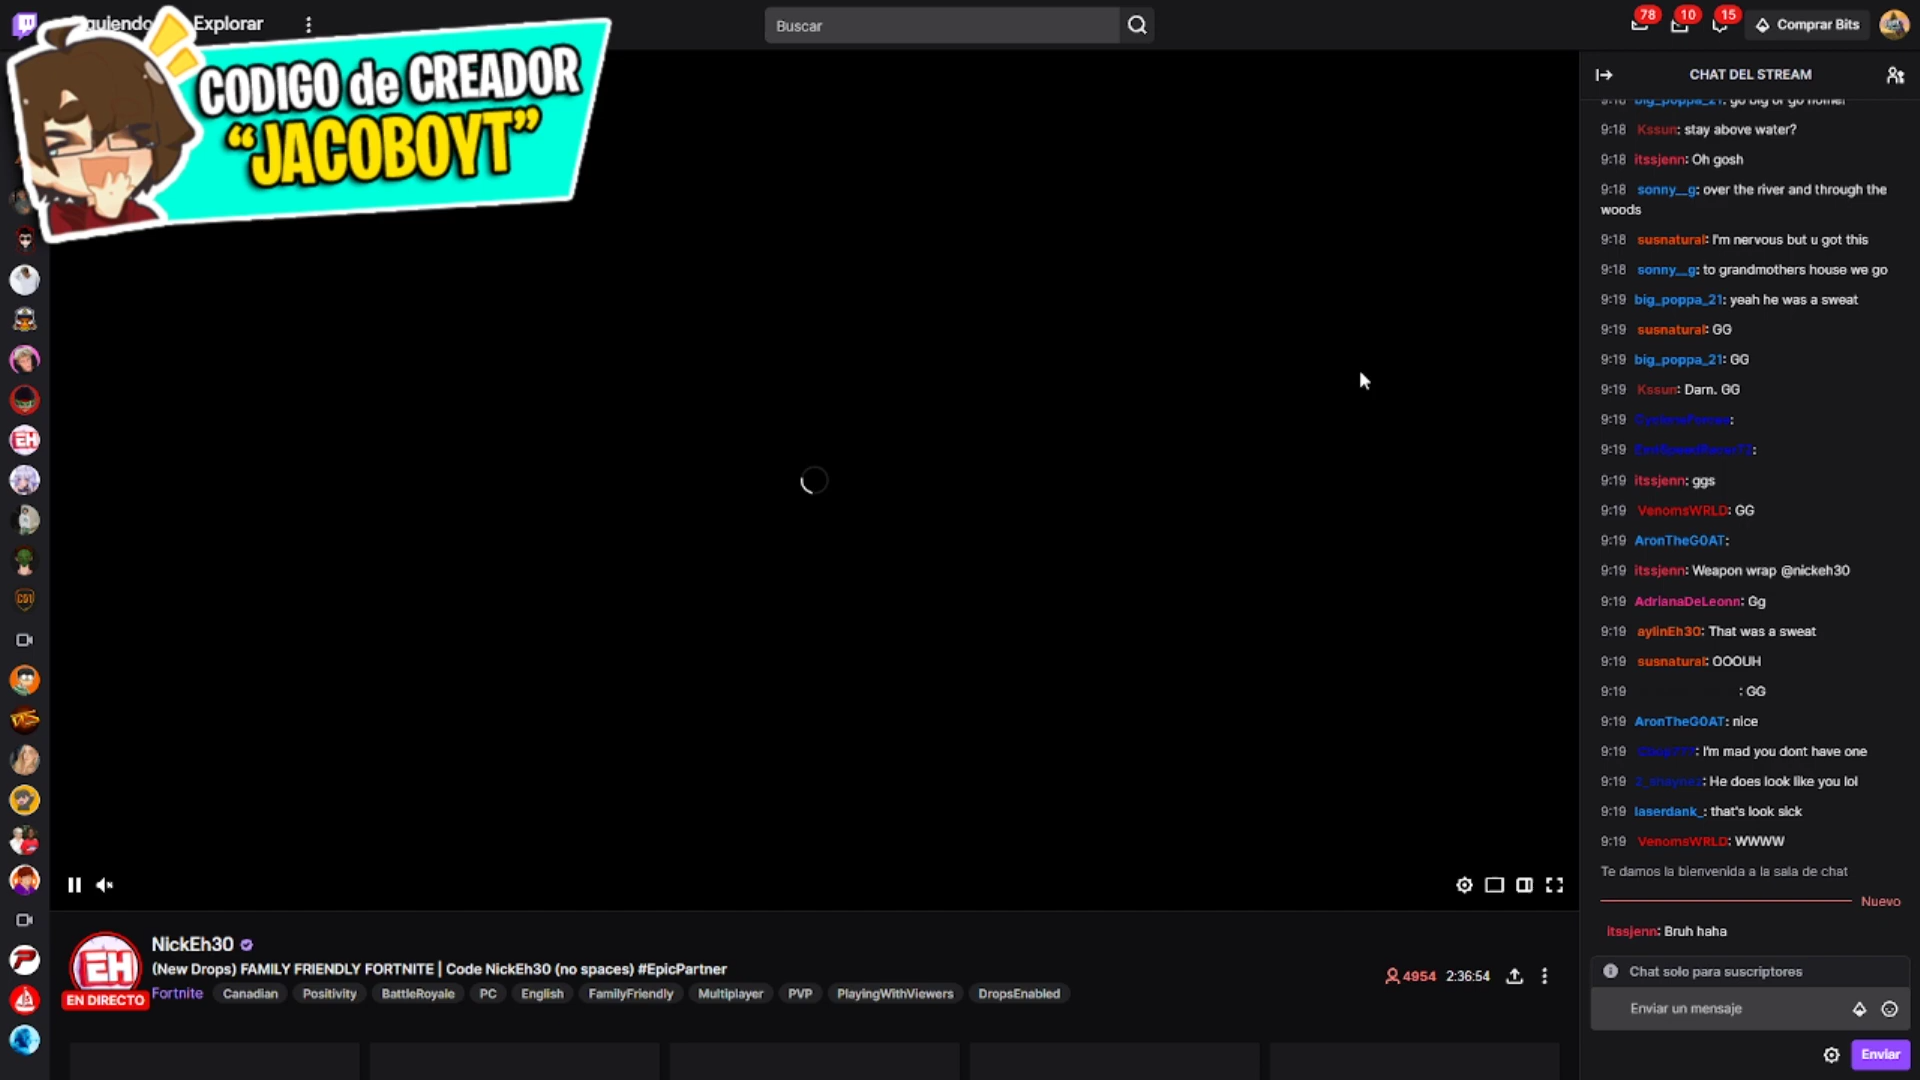 Explorar
Buscar
78
10
15
Comprar Bits
CODIGO de CREADOR
"JACOBOYT"
CHAT DEL STREAM
big_poppa_21: go big or go home!
9:18 Kssun: stay above water?
9:18 itssjenn: Oh gosh
9:18 sonny__g: over the river and through the
woods
9:18 susnatural: I'm nervous but u got this
9:18 sonny__g: to grandmothers house we go
9:19 big_poppa_21: yeah he was a sweat
9:19 susnatural: GG
9:19 big_poppa_21: GG
9:19 Kssun: Darn. GG
9:19 :
9:19 :
9:19 itssjenn: ggs
9:19 VenomsWRLD: GG
9:19 AronTheG0AT:
9:19 itssjenn: Weapon wrap @nickeh30
9:19 AdrianaDeLeonn: Gg
9:19 aylinEh30: That was a sweat
9:19 susnatural: OOOUH
9:19 : GG
9:19 AronTheG0AT: nice
9:19 : I'm mad you dont have one
9:19 : He does look like you lol
9:19 laserdank_: that's look sick
9:19 VenomsWRLD: WWWW
Te damos la bienvenida a la sala de chat
Nuevo
itssjenn: Bruh haha
Chat solo para suscriptores
Enviar un mensaje
Enviar
EH
EN DIRECTO
NickEh30
(New Drops) FAMILY FRIENDLY FORTNITE | Code NickEh30 (no spaces) #EpicPartner
Fortnite Canadian Positivity BattleRoyale PC English FamilyFriendly Multiplayer PVP PlayingWithViewers DropsEnabled
4954 2:36:54